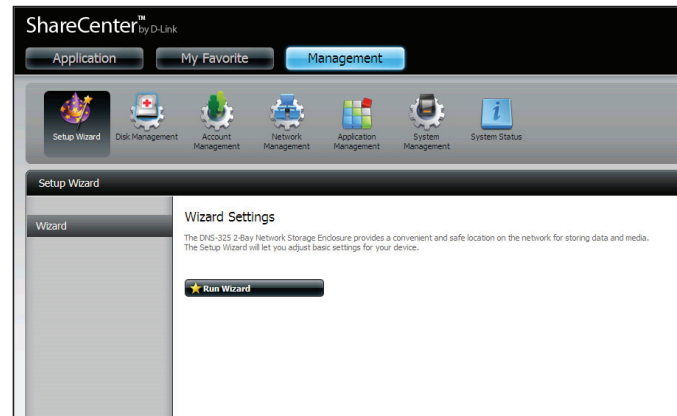 ShareCenter™ by D-Link
Application My Favorite Management
Setup Wizard Disk Management Account Management Network Management Application Management System Management System Status
Setup Wizard
Wizard
Wizard Settings
The DNS-325 2-Bay Network Storage Enclosure provides a convenient and safe location on the network for storing data and media.
The Setup Wizard will let you adjust basic settings for your device.
Run Wizard